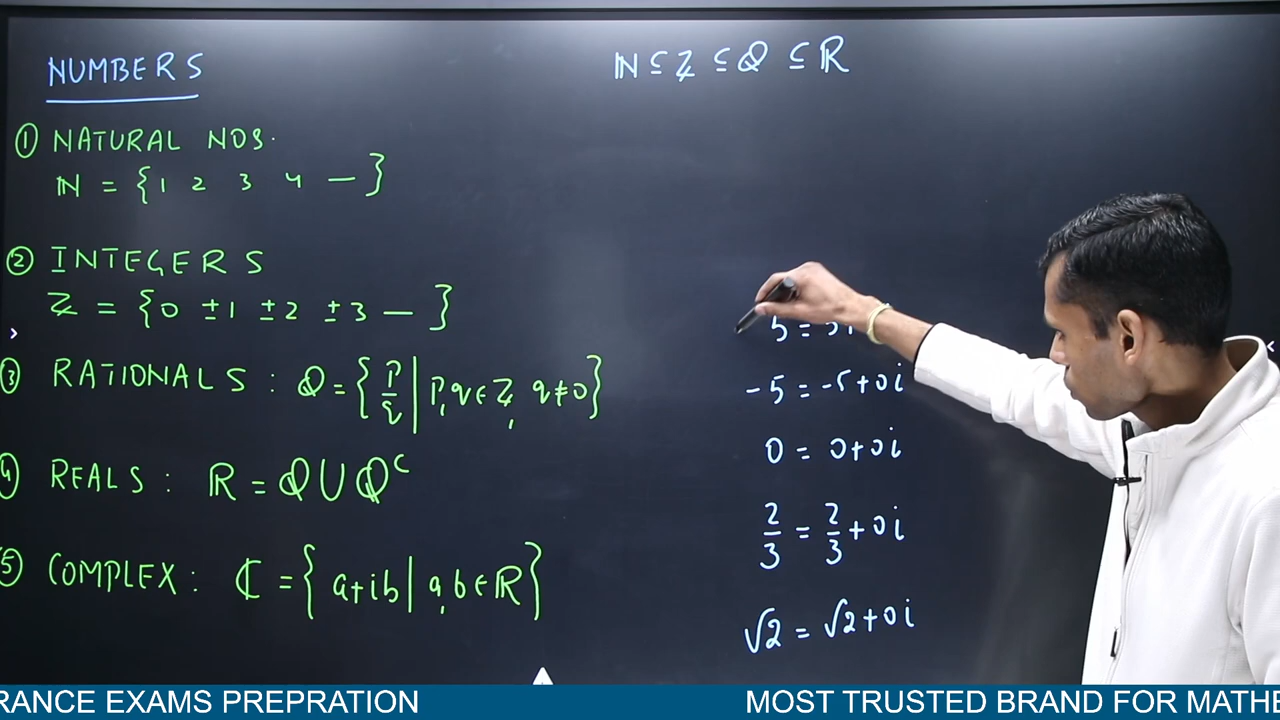 NUMBERS
① NATURAL NOS.
ℕ = {1 2 3 4 —}
② INTEGERS
ℤ = {0 ±1 ±2 ±3 —}
③ RATIONALS : ℚ = {p/q | p,q ∈ ℤ, q≠0}
④ REALS : ℝ = ℚ ∪ ℚᶜ
⑤ COMPLEX : ℂ = {a+ib | a,b ∈ ℝ}
ℕ ⊆ ℤ ⊆ ℚ ⊆ ℝ
5 =
-5 = -5+0i
0 = 0+0i
2/3 = 2/3+0i
√2 = √2+0i
RANCE EXAMS PREPRATION MOST TRUSTED BRAND FOR MATHE